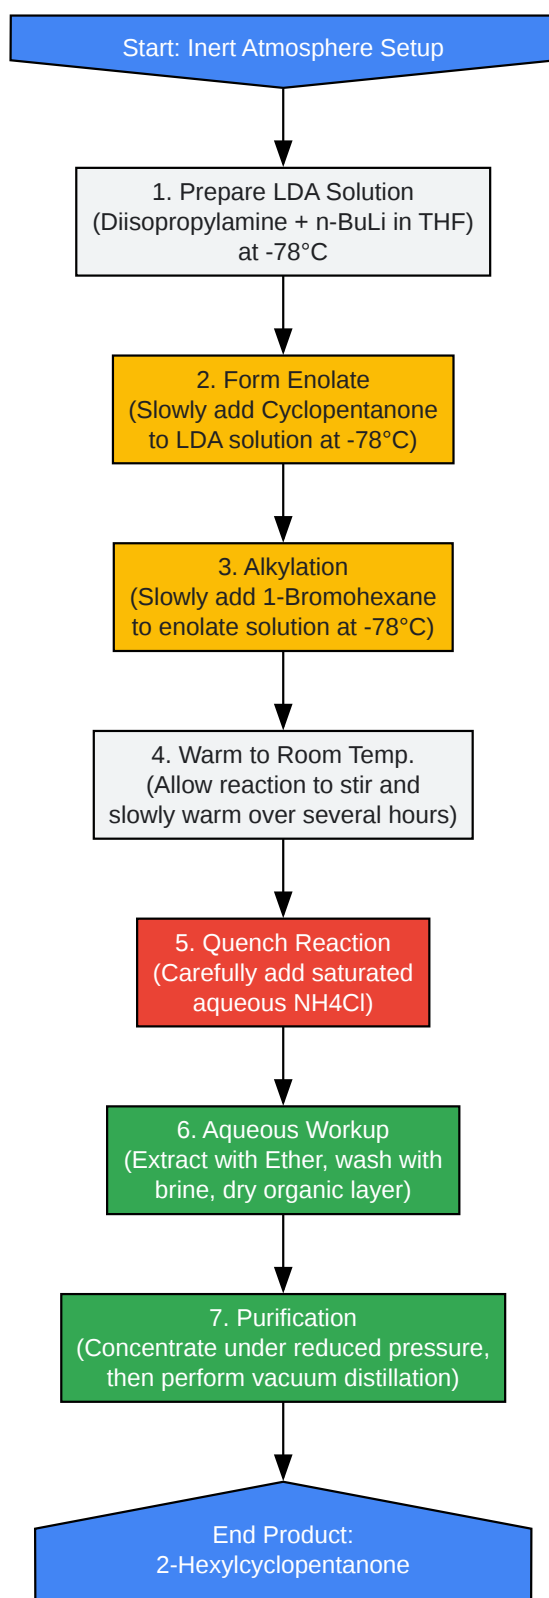 Start: Inert Atmosphere Setup
1. Prepare LDA Solution
(Diisopropylamine + n-BuLi in THF)
at -78°C
2. Form Enolate
(Slowly add Cyclopentanone
to LDA solution at -78°C)
3. Alkylation
(Slowly add 1-Bromohexane
to enolate solution at -78°C)
4. Warm to Room Temp.
(Allow reaction to stir and
slowly warm over several hours)
5. Quench Reaction
(Carefully add saturated
aqueous NH4Cl)
6. Aqueous Workup
(Extract with Ether, wash with
brine, dry organic layer)
7. Purification
(Concentrate under reduced pressure,
then perform vacuum distillation)
End Product:
2-Hexylcyclopentanone